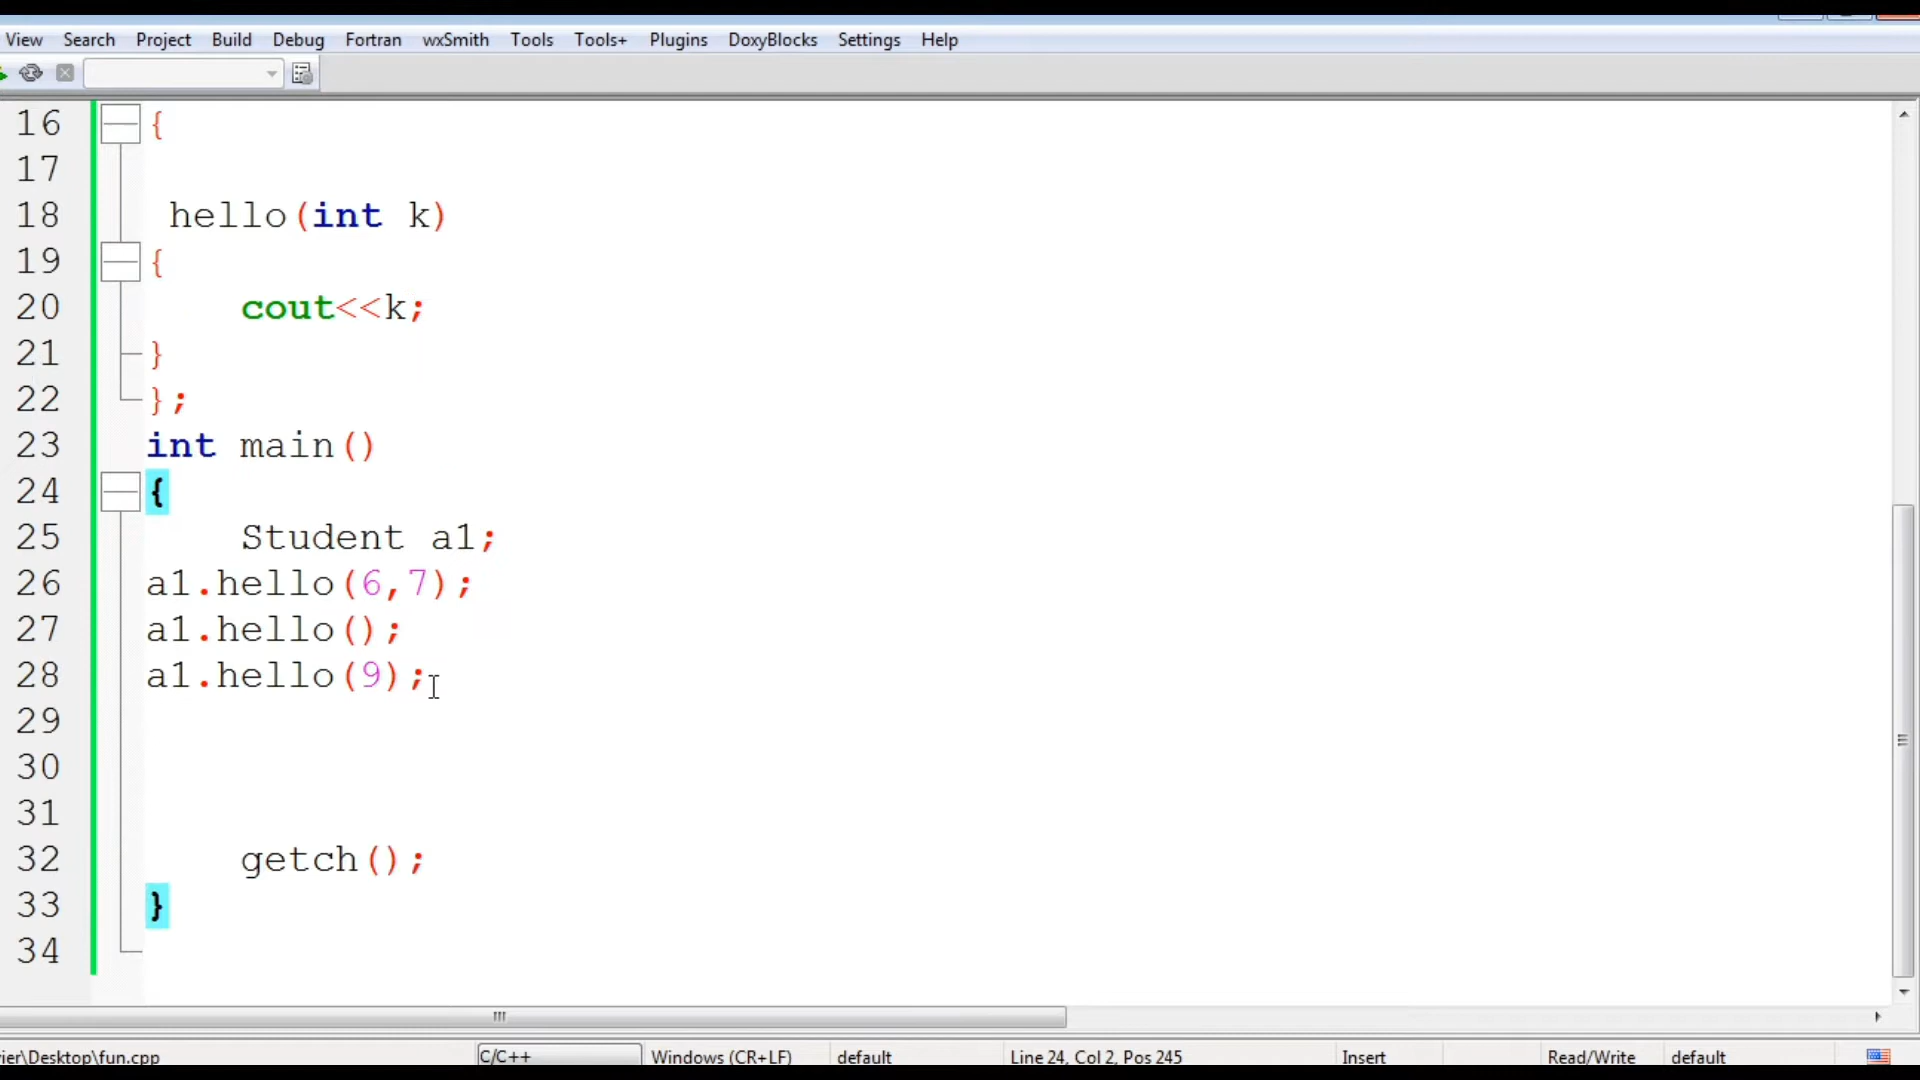 View Search Project Build Debug Fortran wxSmith Tools Tools+ Plugins DoxyBlocks Settings Help
16 {
17
18 hello(int k)
19 {
20 cout<<k;
21 }
22 };
23 int main()
24 {
25 Student a1;
26 a1.hello(6,7);
27 a1.hello();
28 a1.hello(9);
29
30
31
32 getch();
33 }
34
ier\Desktop\fun.cpp C/C++ Windows (CR+LF) default Line 24, Col 2, Pos 245 Insert Read/Write default